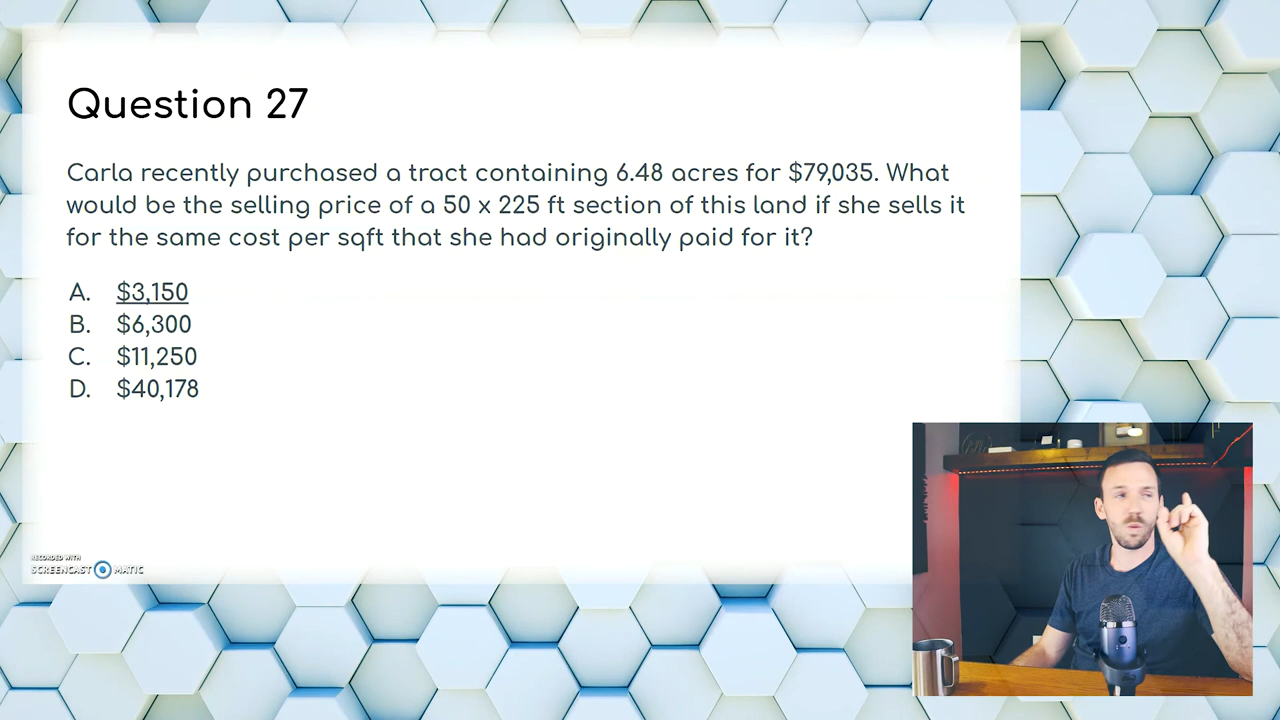 Question 27
Carla recently purchased a tract containing 6.48 acres for $79,035. What
would be the selling price of a 50 x 225 ft section of this land if she sells it
for the same cost per sqft that she had originally paid for it?
A. $3,150
B. $6,300
C. $11,250
D. $40,178
RECORDED WITH
SCREENCAST MATIC